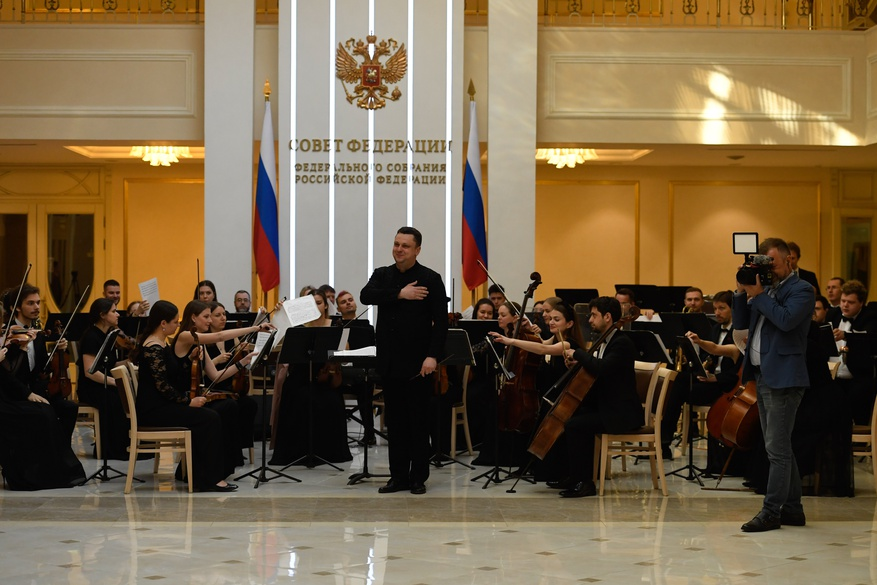 СОВЕТ ФЕДЕРАЦИИ
ФЕДЕРАЛЬНОГО СОБРАНИЯ
РОССИЙСКОЙ ФЕДЕРАЦИИ